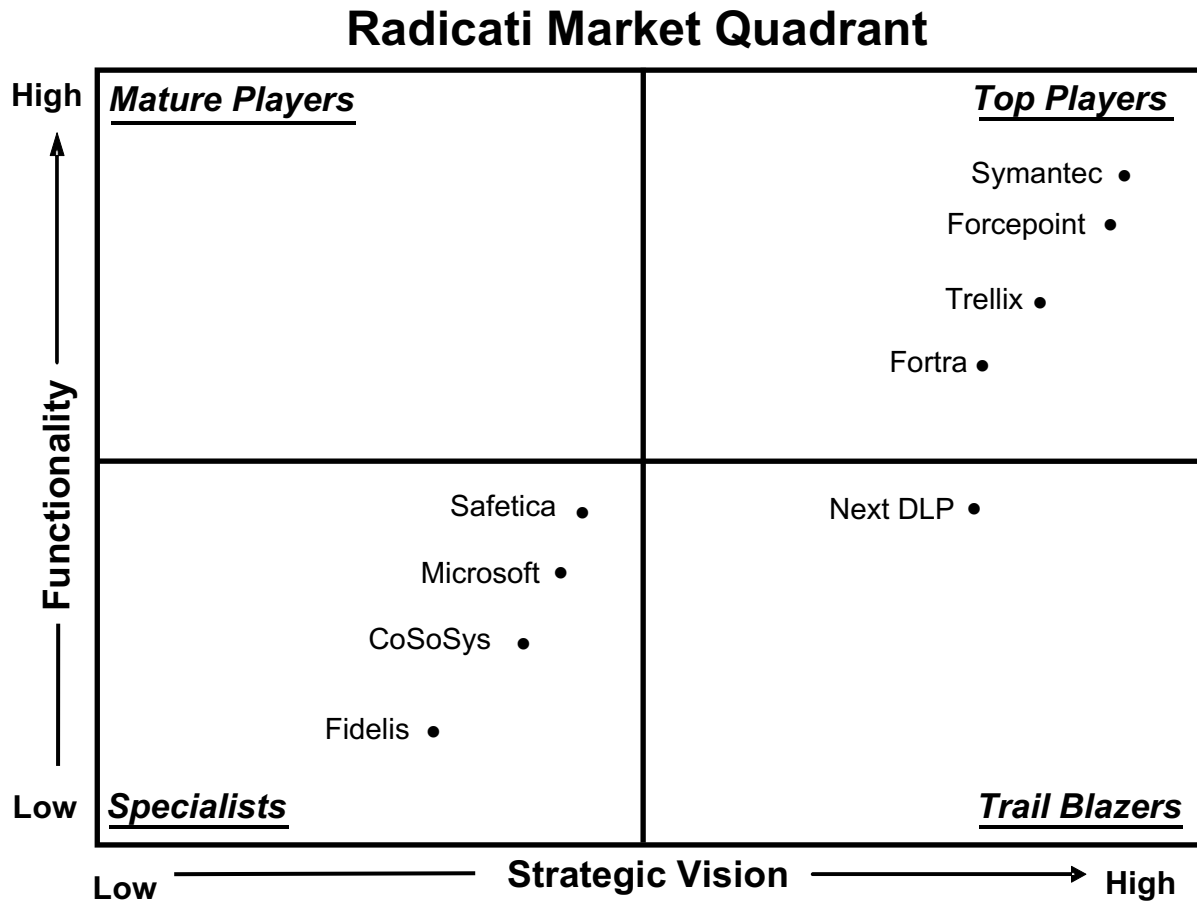 Radicati Market Quadrant
High
Mature Players
Top Players
Symantec
Forcepoint
Trellix
Fortra
Functionality
Safetica
Next DLP
Microsoft
CoSoSys
Fidelis
Low
Specialists
Trail Blazers
Low
Strategic Vision
High